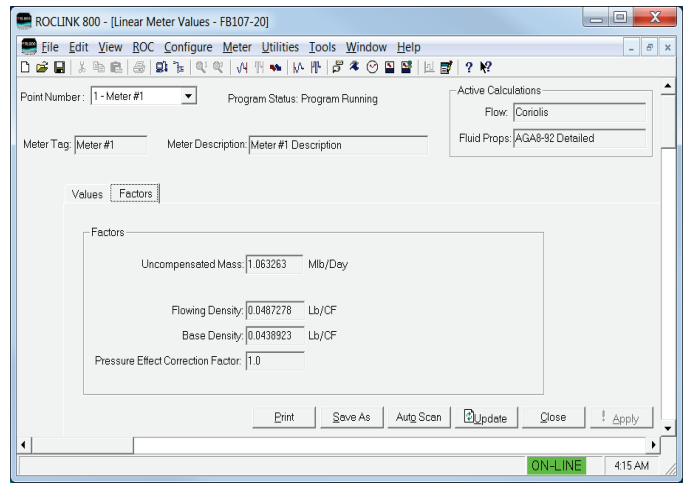 ROCLINK 800 - [Linear Meter Values - FB107-20]
File Edit View ROC Configure Meter Utilities Tools Window Help
Point Number: 1 - Meter #1 Program Status: Program Running
Active Calculations
Flow: Coriolis
Fluid Props: AGA8-92 Detailed
Meter Tag: Meter #1 Meter Description: Meter #1 Description
Values Factors
Factors
Uncompensated Mass: 1.063263 Mlb/Day
Flowing Density: 0.0487278 Lb/CF
Base Density: 0.0438923 Lb/CF
Pressure Effect Correction Factor: 1.0
Print Save As Auto Scan Update Close ! Apply
ON-LINE 4:15 AM